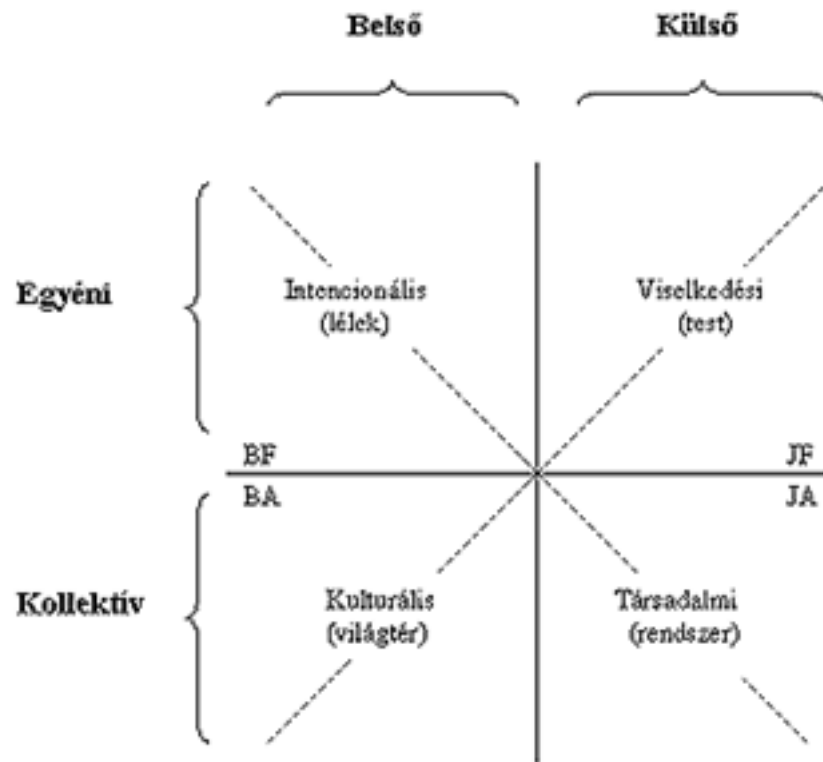 Belső
Külső
Egyéni
Intencionális
(lélek)
Viselkedési
(test)
BF
JF
BA
JA
Kollektív
Kulturális
(világtér)
Társadalmi
(rendszer)